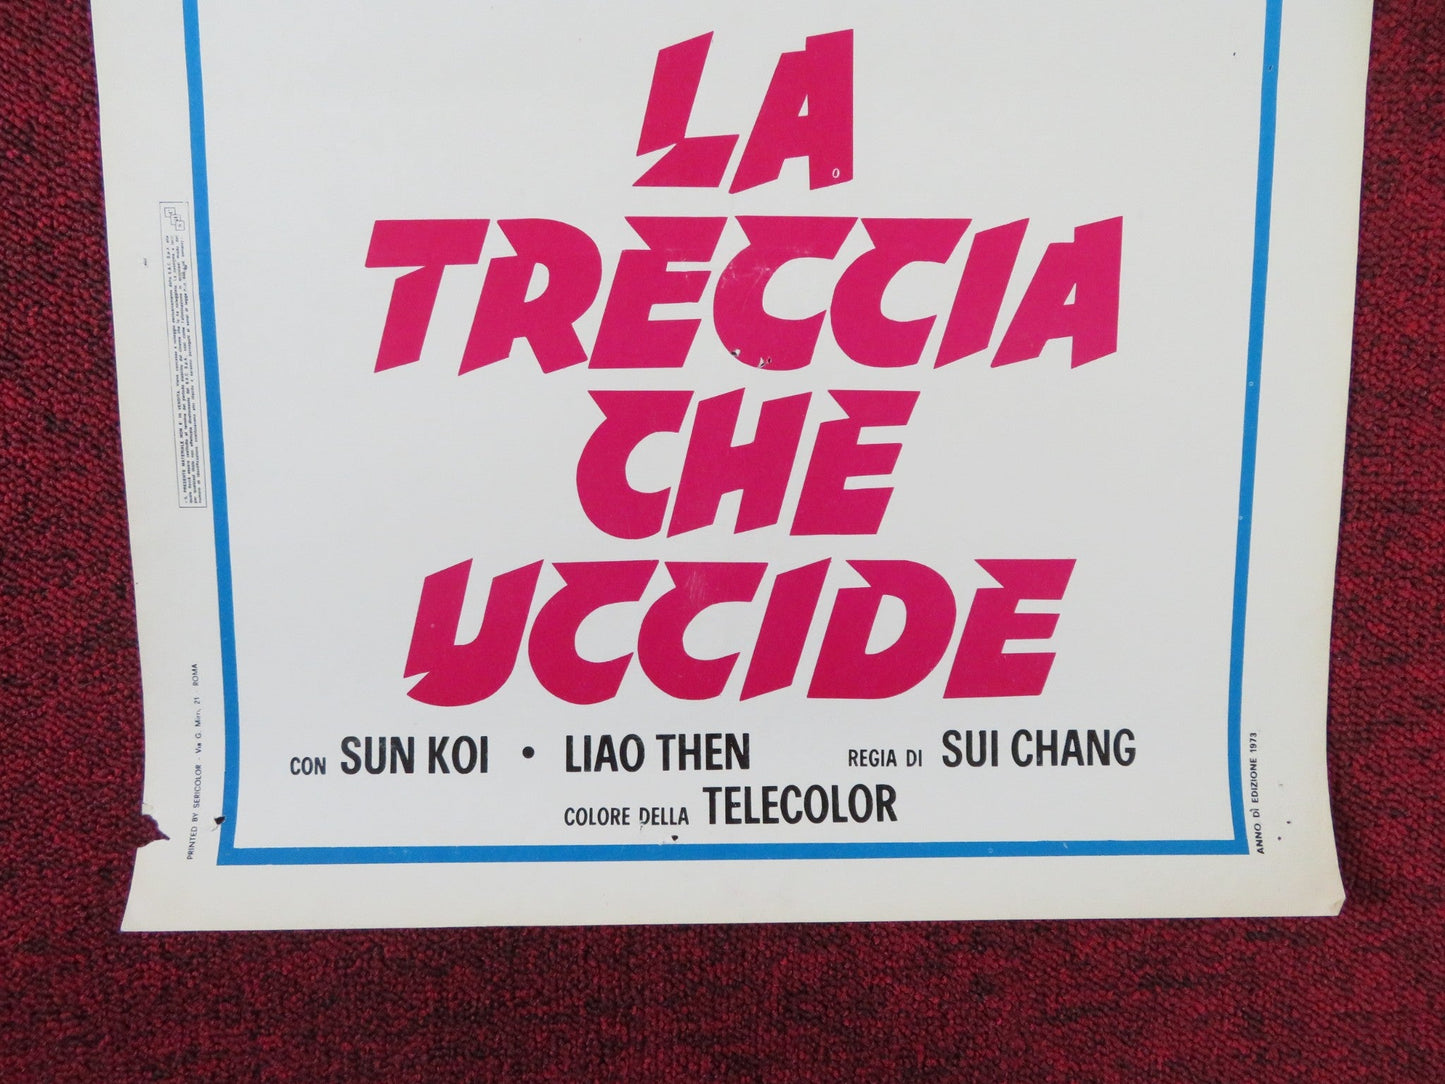 LA
TRECCIA
CHE
UCCIDE
CON SUN KOI • LIAO THEN REGIA DI SUI CHANG
COLORE DELLA TELECOLOR
PRINTED BY SERICOLOR - Via G. Mirri, 21 - ROMA
ANNO DI EDIZIONE 1973